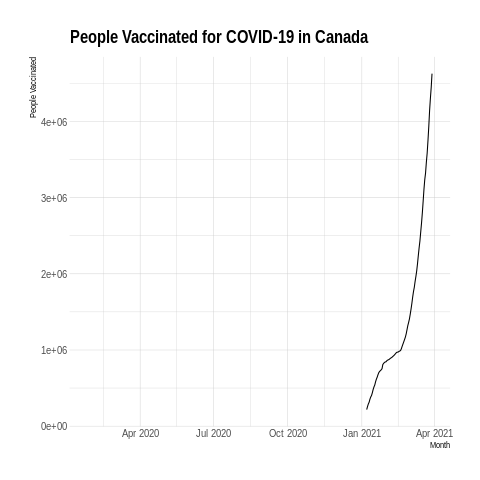 People Vaccinated for COVID-19 in Canada
People Vaccinated
4e+06
3e+06
2e+06
1e+06
0e+00
Apr 2020 Jul 2020 Oct 2020 Jan 2021 Apr 2021
Month